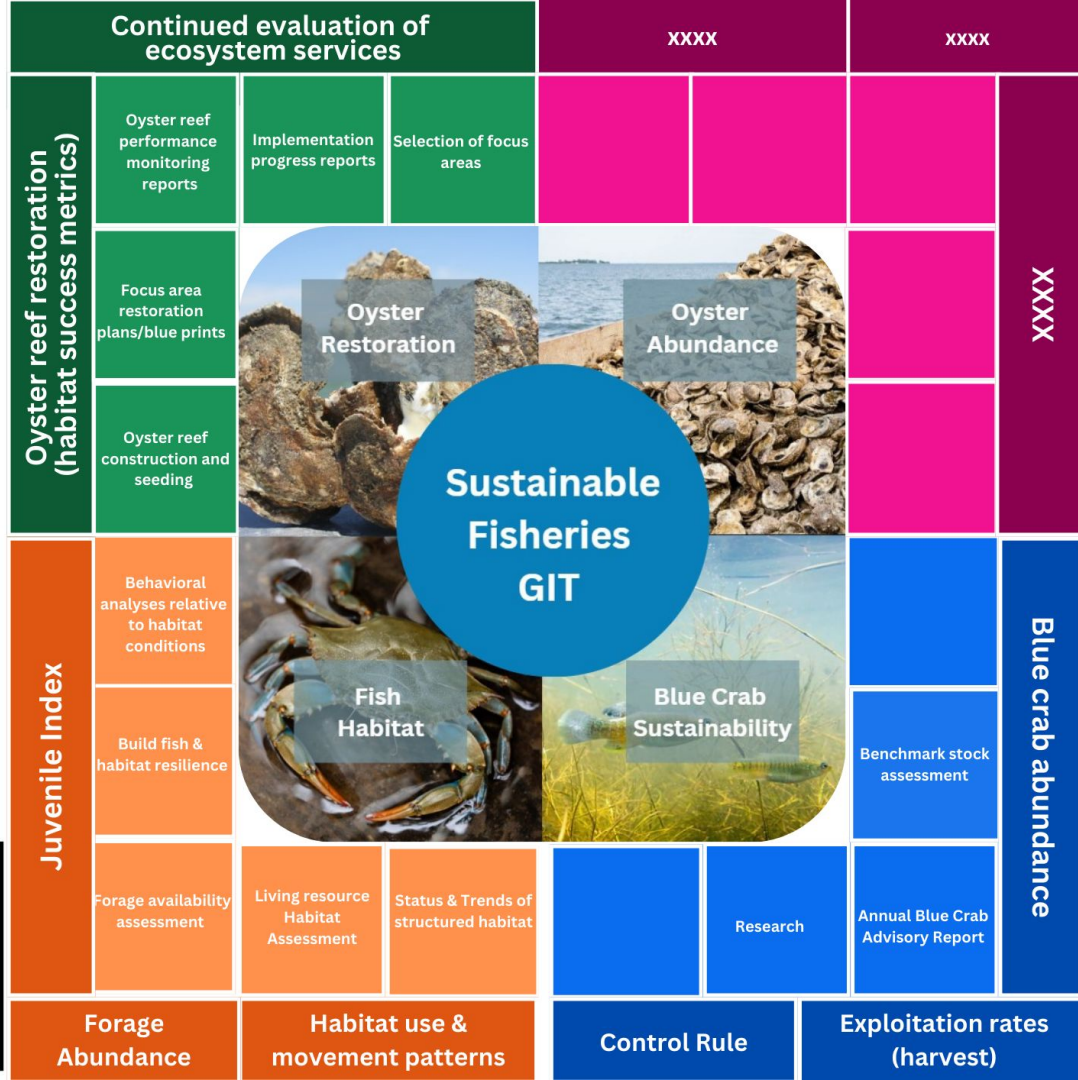 Continued evaluation of
ecosystem services
xxxx
xxxx
Oyster reef restoration
(habitat success metrics)
Oyster reef
performance
monitoring
reports
Implementation
progress reports
Selection of focus
areas
XXXX
Focus area
restoration
plans/blue prints
Oyster reef
construction and
seeding
Oyster
Restoration
Oyster
Abundance
Sustainable
Fisheries
GIT
Fish
Habitat
Blue Crab
Sustainability
Juvenile Index
Behavioral
analyses relative
to habitat
conditions
Build fish &
habitat resilience
Forage availability
assessment
Living resource
Habitat
Assessment
Status & Trends of
structured habitat
Research
Benchmark stock
assessment
Annual Blue Crab
Advisory Report
Blue crab abundance
Forage
Abundance
Habitat use &
movement patterns
Control Rule
Exploitation rates
(harvest)